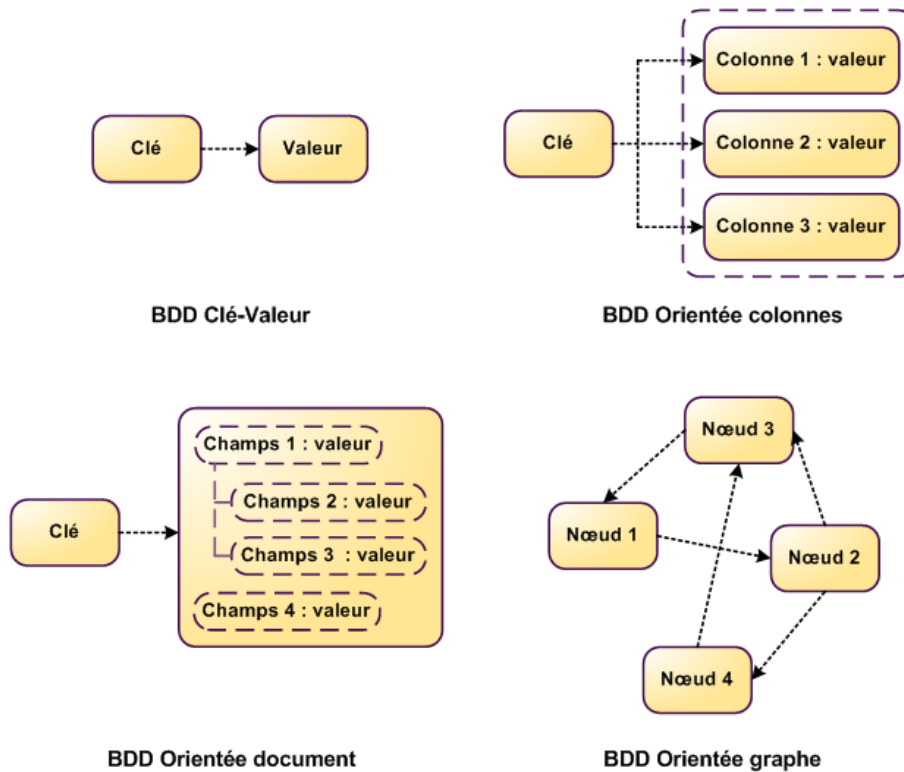 Clé
Valeur
BDD Clé-Valeur
Clé
Colonne 1 : valeur
Colonne 2 : valeur
Colonne 3 : valeur
BDD Orientée colonnes
Clé
Champs 1 : valeur
Champs 2 : valeur
Champs 3 : valeur
Champs 4 : valeur
BDD Orientée document
Nœud 3
Nœud 1
Nœud 2
Nœud 4
BDD Orientée graphe